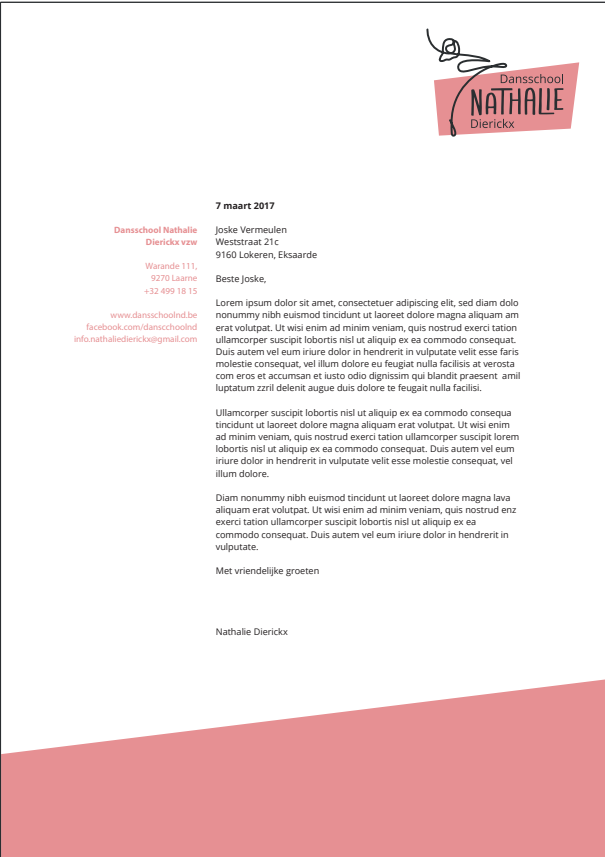 Dansschool
NATHALIE
Dierickx
7 maart 2017
Dansschool Nathalie
Dierickx vzw
Warande 111,
9270 Laarne
+32 499 18 15
www.dansschoolnd.be
facebook.com/danscchoolnd
info.nathaliedierickx@gmail.com
Joske Vermeulen
Weststraat 21c
9160 Lokeren, Eksaarde
Beste Joske,
Lorem ipsum dolor sit amet, consectetuer adipiscing elit, sed diam dolo
nonummy nibh euismod tincidunt ut laoreet dolore magna aliquam am
erat volutpat. Ut wisi enim ad minim veniam, quis nostrud exerci tation
ullamcorper suscipit lobortis nisl ut aliquip ex ea commodo consequat.
Duis autem vel eum iriure dolor in hendrerit in vulputate velit esse faris
molestie consequat, vel illum dolore eu feugiat nulla facilisis at verosta
com eros et accumsan et iusto odio dignissim qui blandit praesent amil
luptatum zzril delenit augue duis dolore te feugait nulla facilisi.
Ullamcorper suscipit lobortis nisl ut aliquip ex ea commodo consequa
tincidunt ut laoreet dolore magna aliquam erat volutpat. Ut wisi enim
ad minim veniam, quis nostrud exerci tation ullamcorper suscipit lorem
lobortis nisl ut aliquip ex ea commodo consequat. Duis autem vel eum
iriure dolor in hendrerit in vulputate velit esse molestie consequat, vel
illum dolore.
Diam nonummy nibh euismod tincidunt ut laoreet dolore magna lava
aliquam erat volutpat. Ut wisi enim ad minim veniam, quis nostrud enz
exerci tation ullamcorper suscipit lobortis nisl ut aliquip ex ea
commodo consequat. Duis autem vel eum iriure dolor in hendrerit in
vulputate.
Met vriendelijke groeten
Nathalie Dierickx